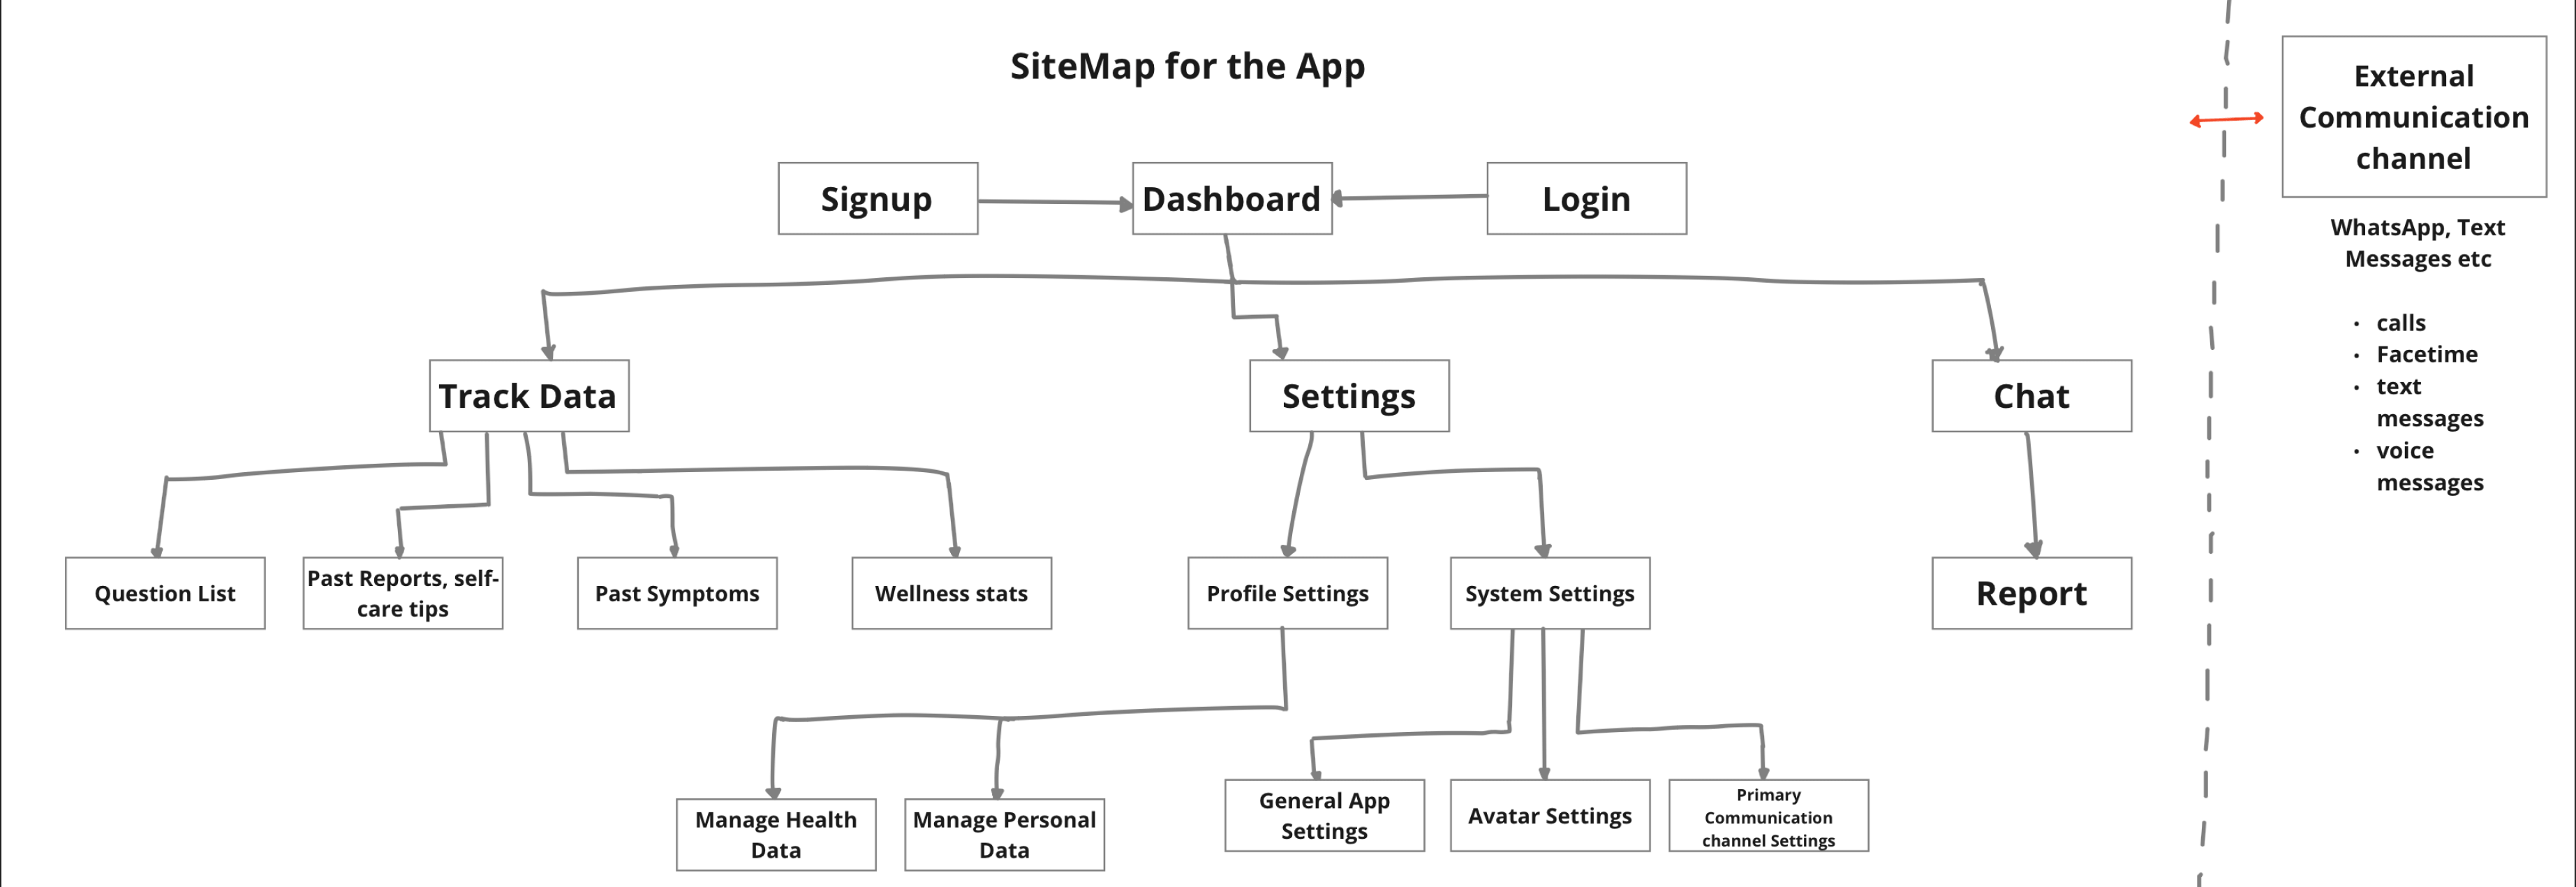 SiteMap for the App
External
Communication
channel
Signup
Dashboard
Login
WhatsApp, Text
Messages etc
• calls
• Facetime
• text
messages
• voice
messages
Track Data
Settings
Chat
Question List
Past Reports, self-
care tips
Past Symptoms
Wellness stats
Profile Settings
System Settings
Report
Manage Health
Data
Manage Personal
Data
General App
Settings
Avatar Settings
Primary
Communication
channel Settings